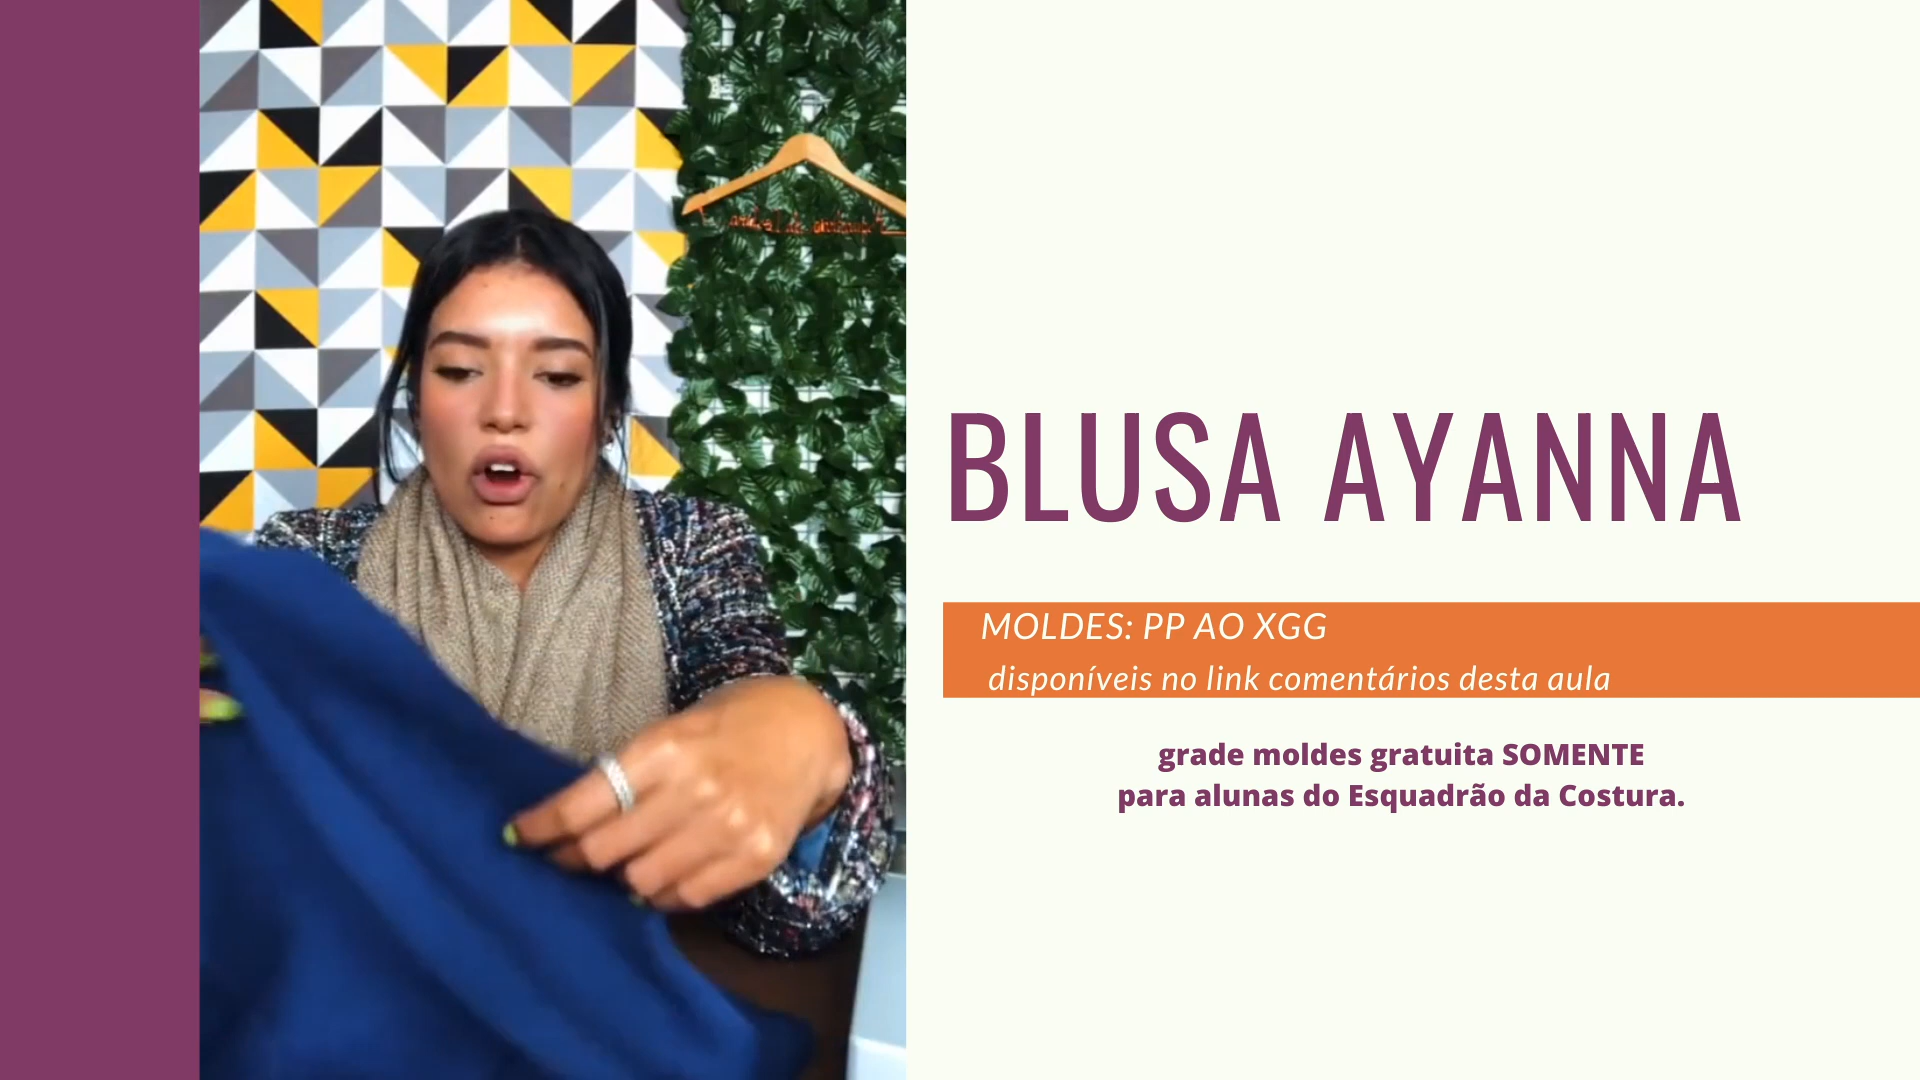 BLUSA AYANNA
MOLDES: PP AO XGG
disponíveis no link comentários desta aula
grade moldes gratuita SOMENTE
para alunas do Esquadrão da Costura.